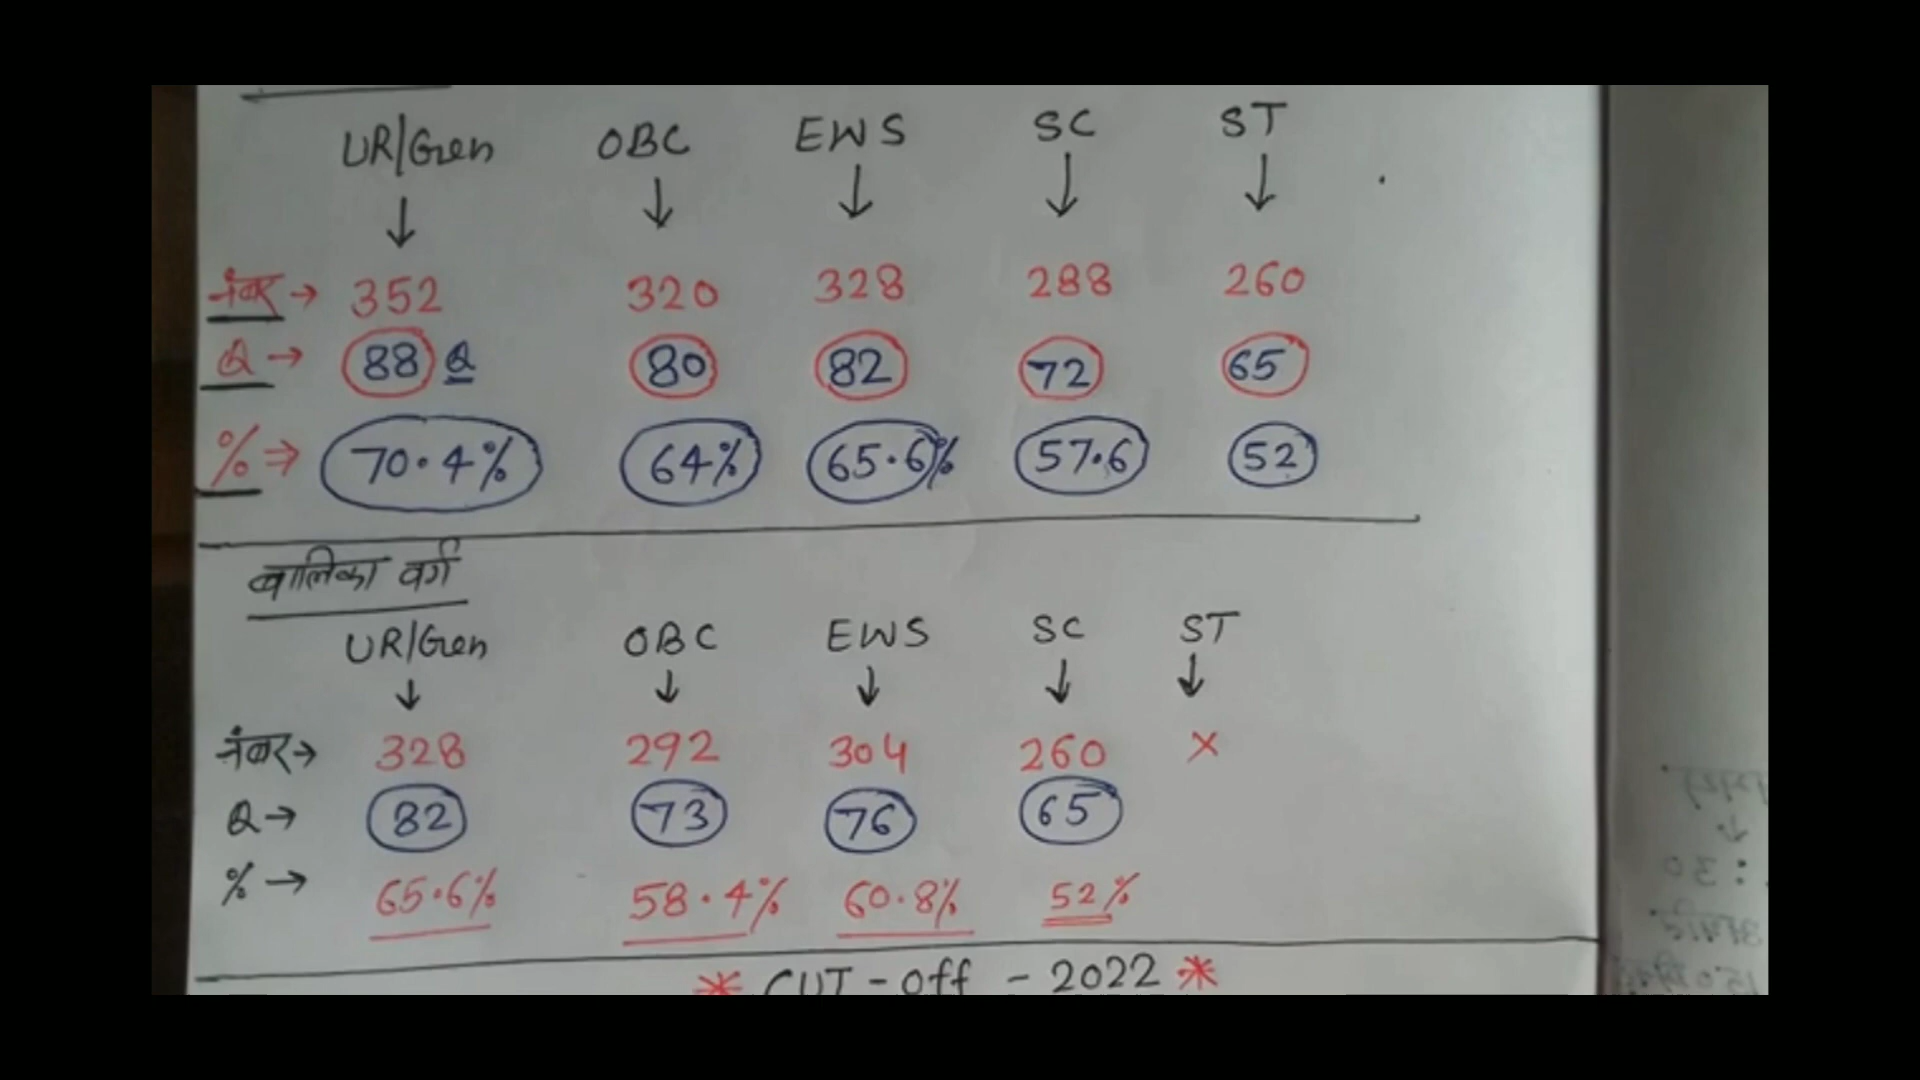 UR/Gen OBC EWS SC ST
↓ ↓ ↓ ↓ ↓
नंबर → 352 320 328 288 260
Q → 88 Q 80 82 72 65
% ⇒ 70.4% 64% 65.6% 57.6 52
बालिका वर्ग
UR/Gen OBC EWS SC ST
↓ ↓ ↓ ↓ ↓
नंबर → 328 292 304 260 ×
Q → 82 73 76 65
% → 65.6% 58.4% 60.8% 52%
* CUT - off - 2022 *